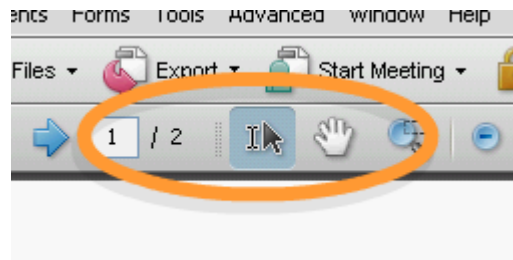 ents Forms Tools Advanced Window Help
Files Export Start Meeting
1 / 2